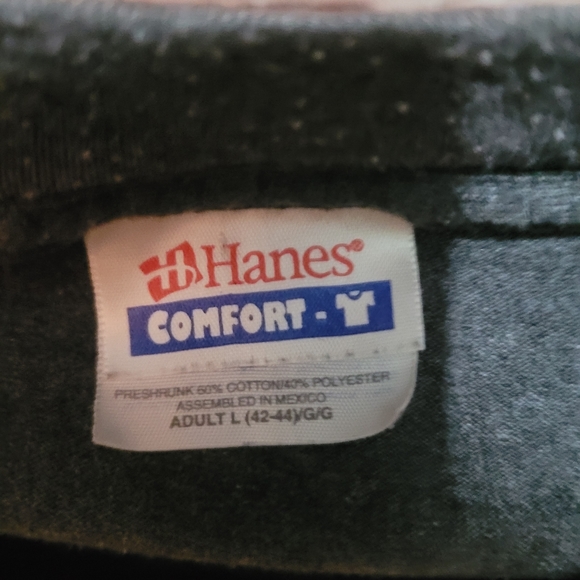 Hanes®
COMFORT -
PRESHRUNK 60% COTTON/40% POLYESTER
ASSEMBLED IN MEXICO
ADULT L (42-44)/G/G